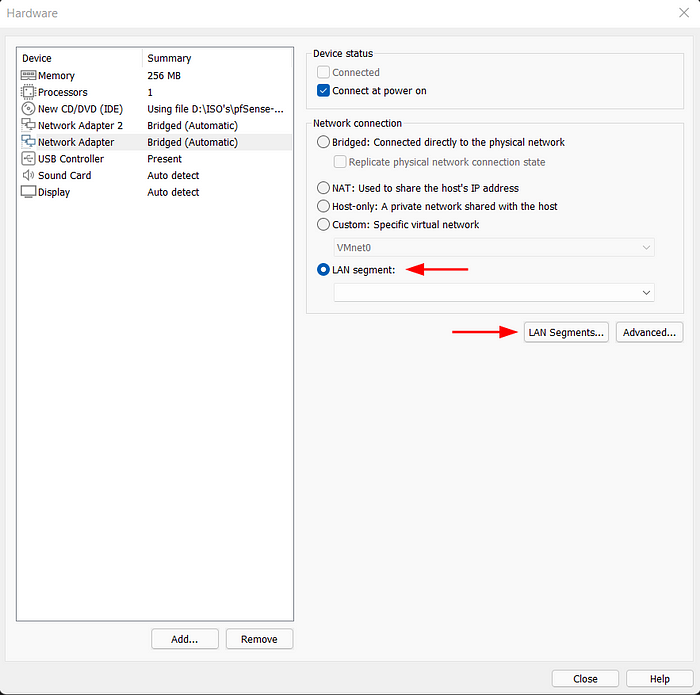 Hardware
Device Summary
Memory 256 MB
Processors 1
New CD/DVD (IDE) Using file D:\ISO's\pfSense-...
Network Adapter 2 Bridged (Automatic)
Network Adapter Bridged (Automatic)
USB Controller Present
Sound Card Auto detect
Display Auto detect
Add... Remove
Device status
Connected
Connect at power on
Network connection
Bridged: Connected directly to the physical network
Replicate physical network connection state
NAT: Used to share the host's IP address
Host-only: A private network shared with the host
Custom: Specific virtual network
VMnet0
LAN segment:
LAN Segments... Advanced...
Close Help